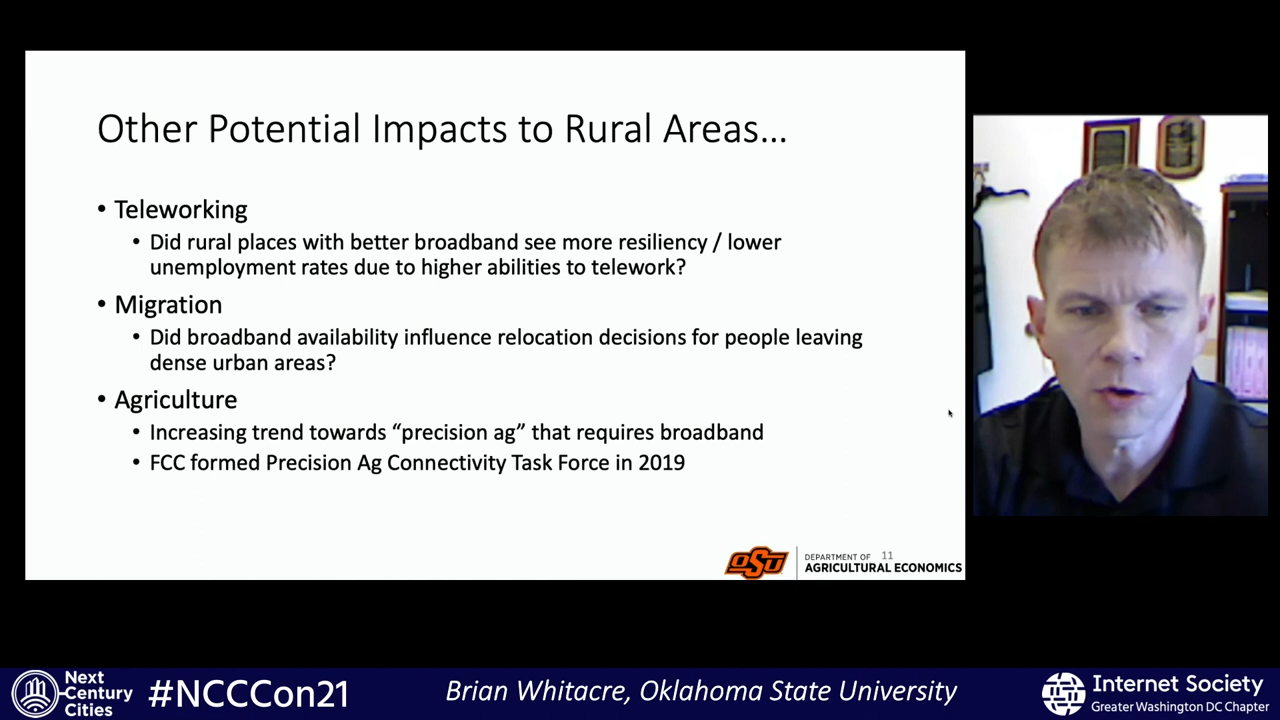 Other Potential Impacts to Rural Areas...
• Teleworking
• Did rural places with better broadband see more resiliency / lower
unemployment rates due to higher abilities to telework?
• Migration
• Did broadband availability influence relocation decisions for people leaving
dense urban areas?
• Agriculture
• Increasing trend towards “precision ag” that requires broadband
• FCC formed Precision Ag Connectivity Task Force in 2019
OSU
DEPARTMENT OF 11
AGRICULTURAL ECONOMICS
Next
Century
Cities
#NCCCon21
Brian Whitacre, Oklahoma State University
Internet Society
Greater Washington DC Chapter